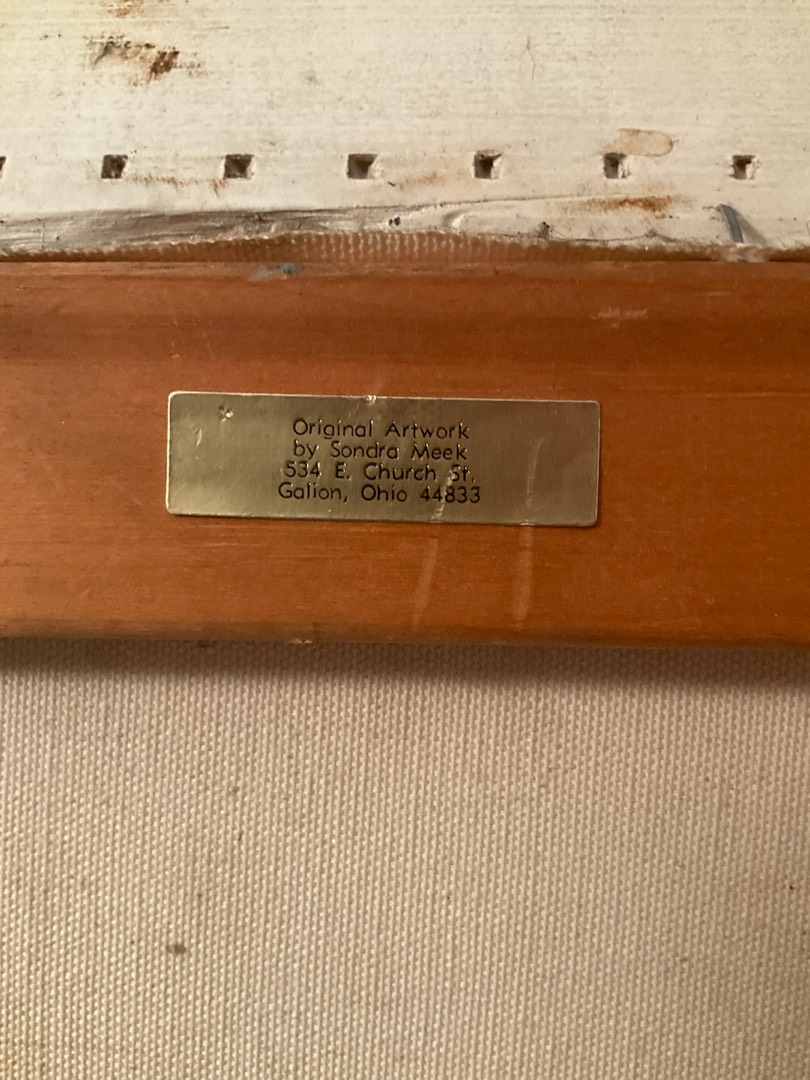 Original Artwork
by Sondra Meek
534 E. Church St.
Galion, Ohio 44833